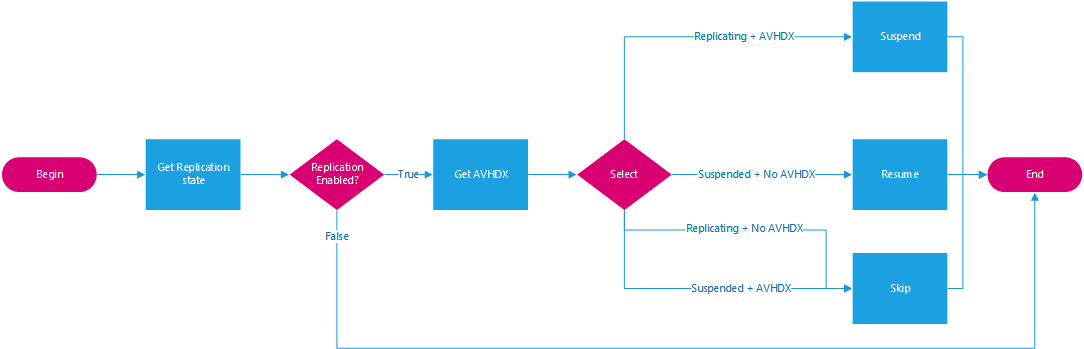 Begin
Get Replication
state
Replication
Enabled?
True
False
Get AVHDX
Select
Replicating + AVHDX
Suspended + No AVHDX
Replicating + No AVHDX
Suspended + AVHDX
Suspend
Resume
Skip
End